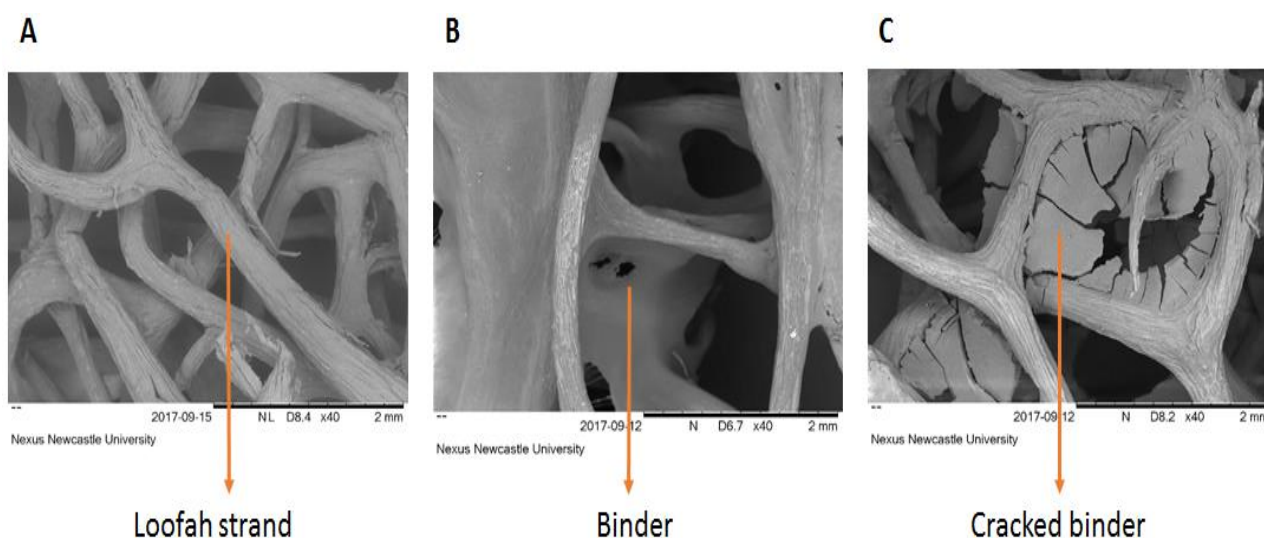 A
B
C
-- 2017-09-15 NL D8.4 x40 2 mm
Nexus Newcastle University
-- 2017-09-12 N D6.7 x40 2 mm
Nexus Newcastle University
-- 2017-09-12 N D8.2 x40 2 mm
Nexus Newcastle University
Loofah strand
Binder
Cracked binder